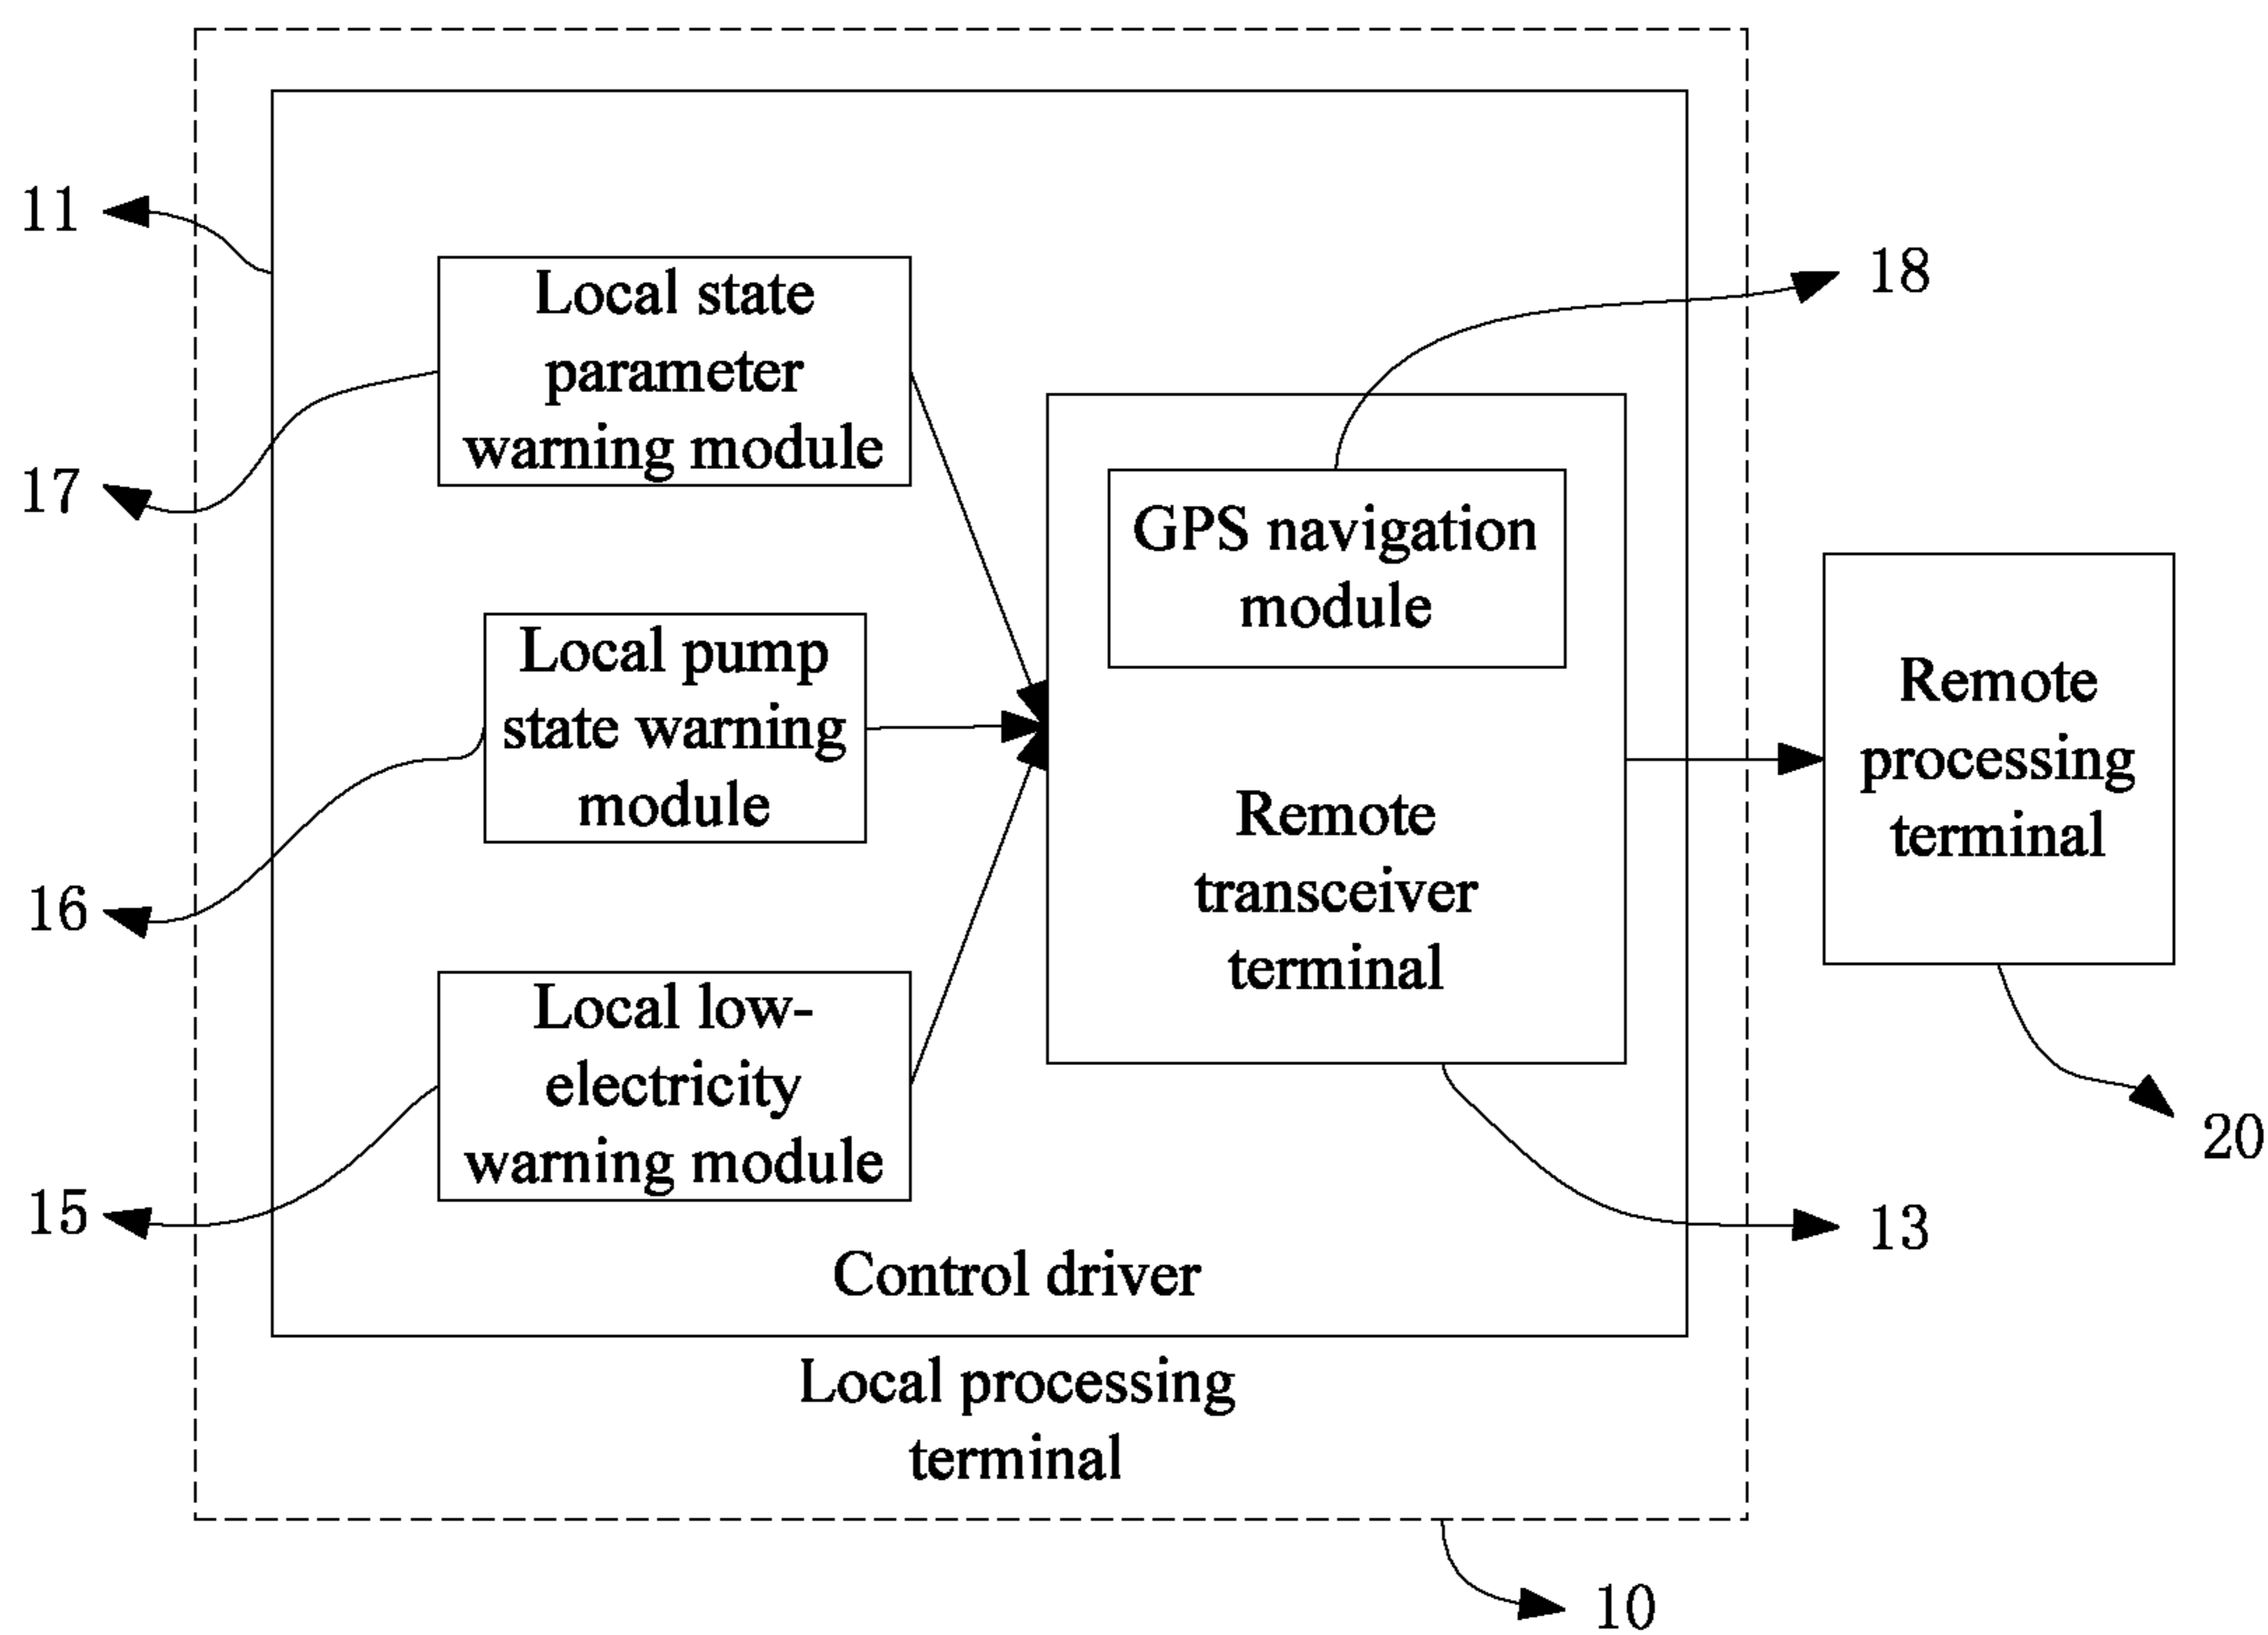 11
17
16
15
Local state
parameter
warning module
Local pump
state warning
module
Local low-
electricity
warning module
GPS navigation
module
Remote
transceiver
terminal
Control driver
Local processing
terminal
18
Remote
processing
terminal
20
13
10